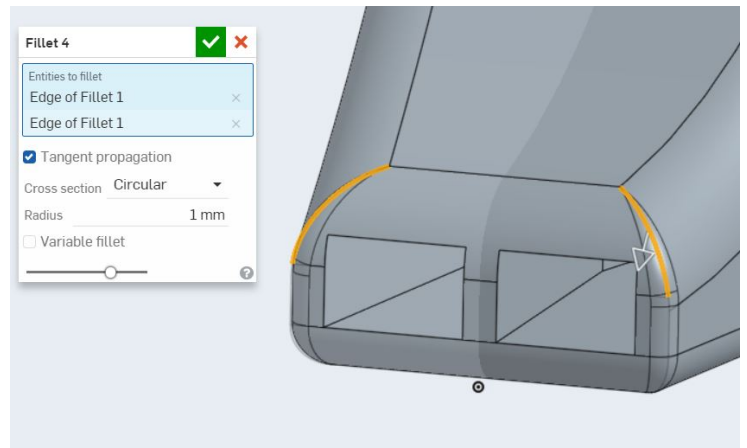 Fillet 4
Entities to fillet
Edge of Fillet 1
Edge of Fillet 1
Tangent propagation
Cross section Circular
Radius 1 mm
Variable fillet
?